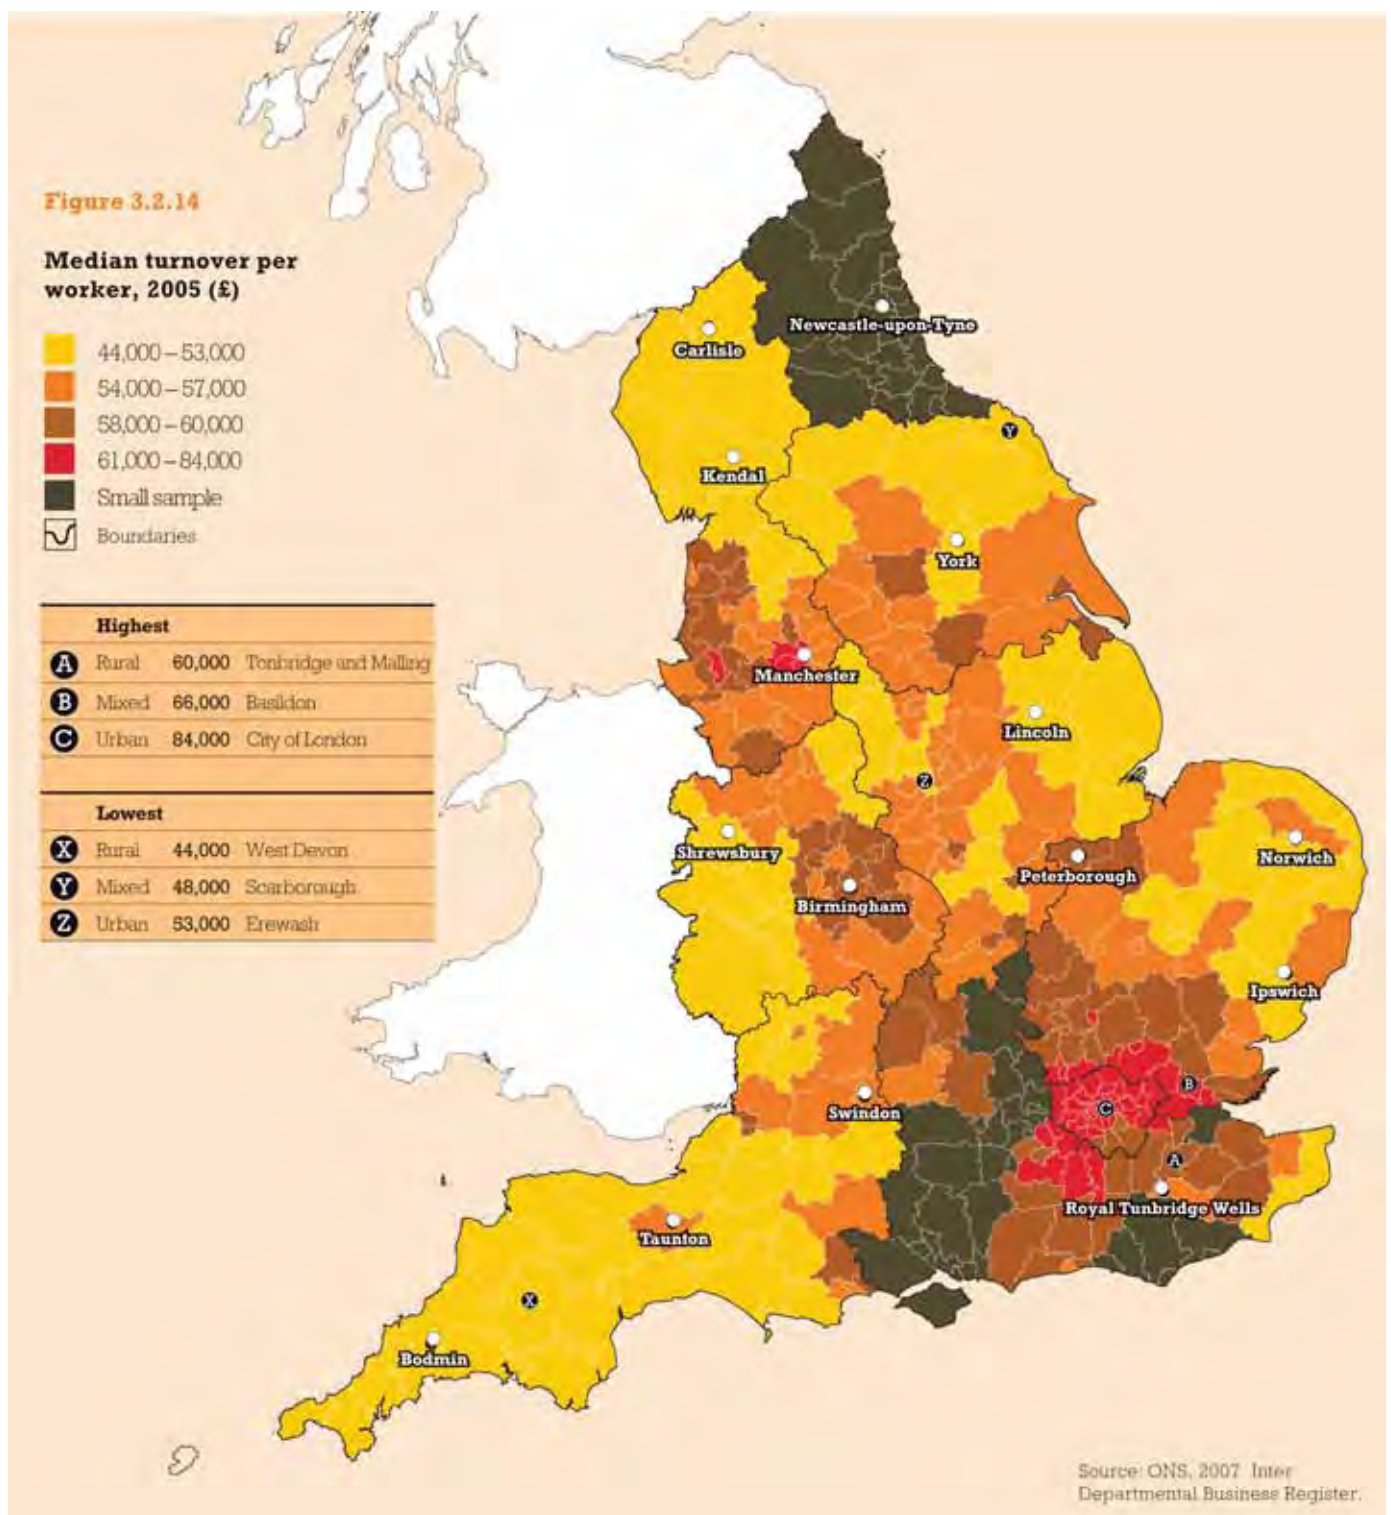 Figure 3.2.14
Median turnover per
worker, 2005 (£)
44,000 – 53,000
54,000 – 57,000
58,000 – 60,000
61,000 – 84,000
Small sample
Boundaries
Highest
A Rural 60,000 Tonbridge and Malling
B Mixed 66,000 Basildon
C Urban 84,000 City of London
Lowest
X Rural 44,000 West Devon
Y Mixed 48,000 Scarborough
Z Urban 53,000 Erewash
Newcastle-upon-Tyne
Carlisle
Y
Kendal
York
Manchester
Lincoln
Z
Shrewsbury
Peterborough
Norwich
Birmingham
Ipswich
B
Swindon
C
A
Royal Tunbridge Wells
Taunton
X
Bodmin
Source: ONS, 2007 Inter
Departmental Business Register.